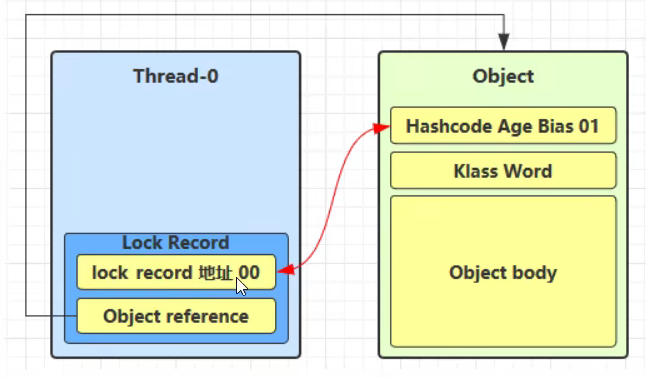 Thread-0
Lock Record
lock record 地址 00
Object reference
Object
Hashcode Age Bias 01
Klass Word
Object body